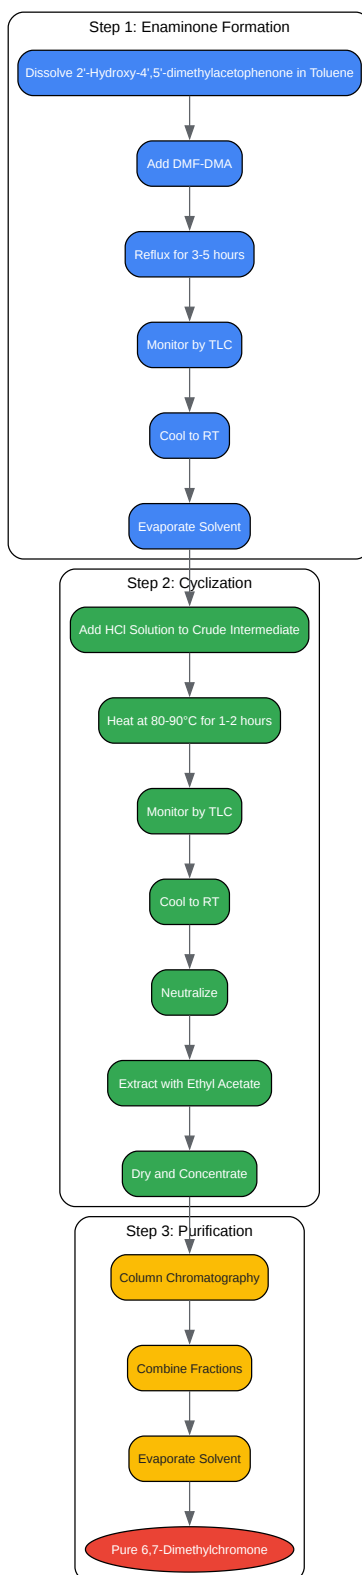 Step 1: Enaminone Formation
Dissolve 2'-Hydroxy-4',5'-dimethylacetophenone in Toluene
Add DMF-DMA
Reflux for 3-5 hours
Monitor by TLC
Cool to RT
Evaporate Solvent
Step 2: Cyclization
Add HCl Solution to Crude Intermediate
Heat at 80-90°C for 1-2 hours
Monitor by TLC
Cool to RT
Neutralize
Extract with Ethyl Acetate
Dry and Concentrate
Step 3: Purification
Column Chromatography
Combine Fractions
Evaporate Solvent
Pure 6,7-Dimethylchromone